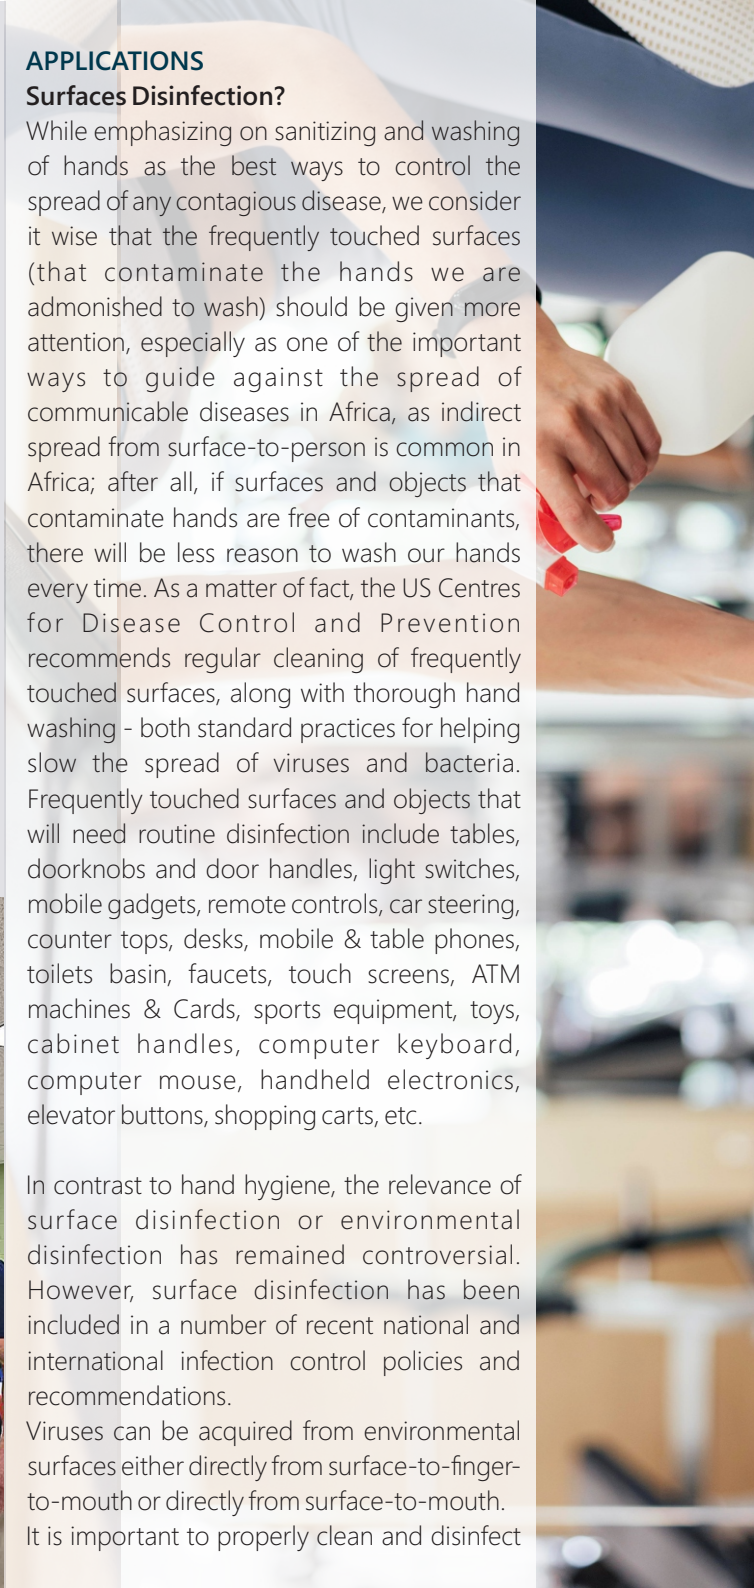 APPLICATIONS
Surfaces Disinfection?
While emphasizing on sanitizing and washing
of hands as the best ways to control the
spread of any contagious disease, we consider
it wise that the frequently touched surfaces
(that contaminate the hands we are
admonished to wash) should be given more
attention, especially as one of the important
ways to guide against the spread of
communicable diseases in Africa, as indirect
spread from surface-to-person is common in
Africa; after all, if surfaces and objects that
contaminate hands are free of contaminants,
there will be less reason to wash our hands
every time. As a matter of fact, the US Centres
for Disease Control and Prevention
recommends regular cleaning of frequently
touched surfaces, along with thorough hand
washing - both standard practices for helping
slow the spread of viruses and bacteria.
Frequently touched surfaces and objects that
will need routine disinfection include tables,
doorknobs and door handles, light switches,
mobile gadgets, remote controls, car steering,
counter tops, desks, mobile & table phones,
toilets basin, faucets, touch screens, ATM
machines & Cards, sports equipment, toys,
cabinet handles, computer keyboard,
computer mouse, handheld electronics,
elevator buttons, shopping carts, etc.
In contrast to hand hygiene, the relevance of
surface disinfection or environmental
disinfection has remained controversial.
However, surface disinfection has been
included in a number of recent national and
international infection control policies and
recommendations.
Viruses can be acquired from environmental
surfaces either directly from surface-to-finger-
to-mouth or directly from surface-to-mouth.
It is important to properly clean and disinfect